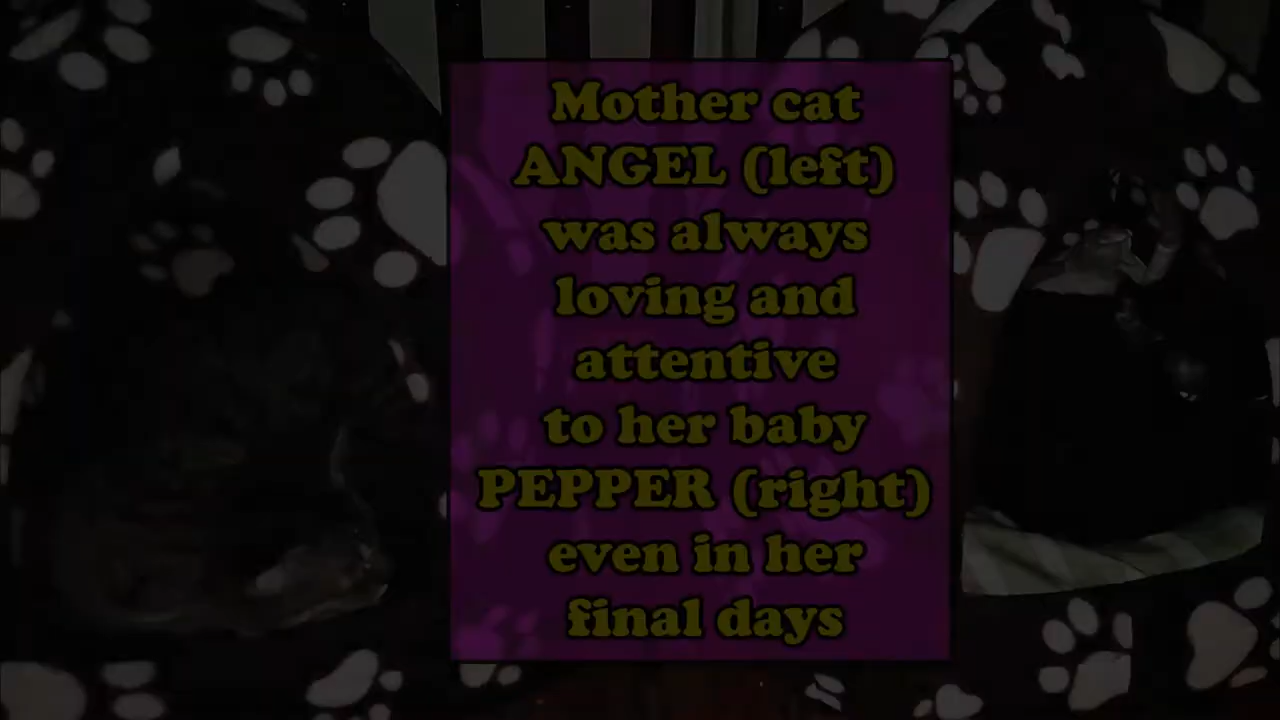 Mother cat
ANGEL (left)
was always
loving and
attentive
to her baby
PEPPER (right)
even in her
final days